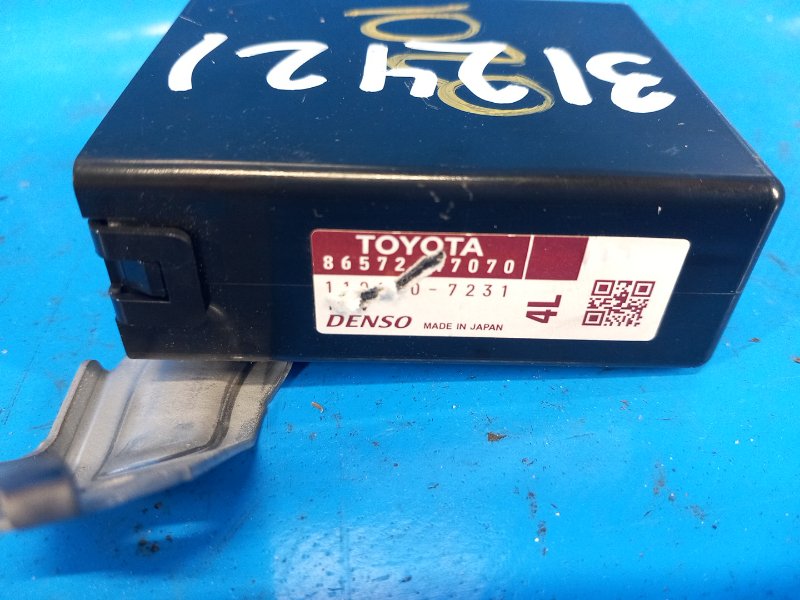 312421
TOYOTA
86572 7070
0-7231
DENSO MADE IN JAPAN
4L